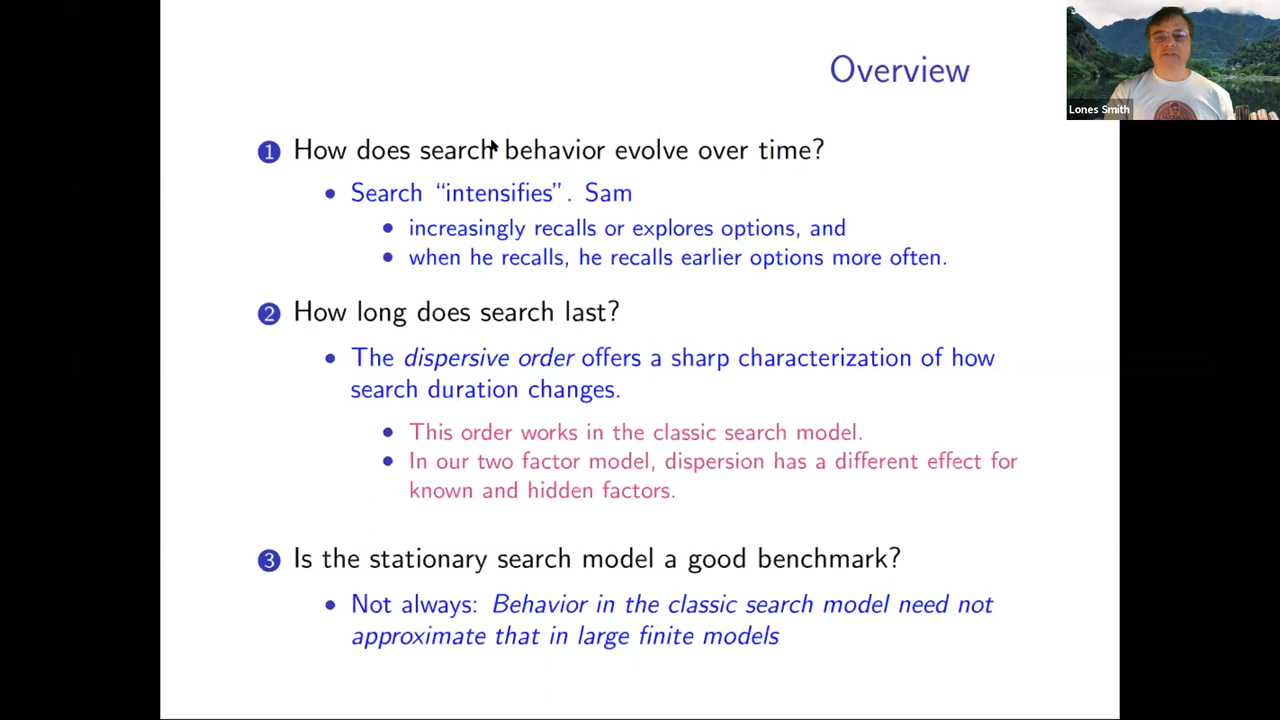 Overview
Lones Smith
1 How does search behavior evolve over time?
• Search “intensifies”. Sam
• increasingly recalls or explores options, and
• when he recalls, he recalls earlier options more often.
2 How long does search last?
• The dispersive order offers a sharp characterization of how
search duration changes.
• This order works in the classic search model.
• In our two factor model, dispersion has a different effect for
known and hidden factors.
3 Is the stationary search model a good benchmark?
• Not always: Behavior in the classic search model need not
approximate that in large finite models